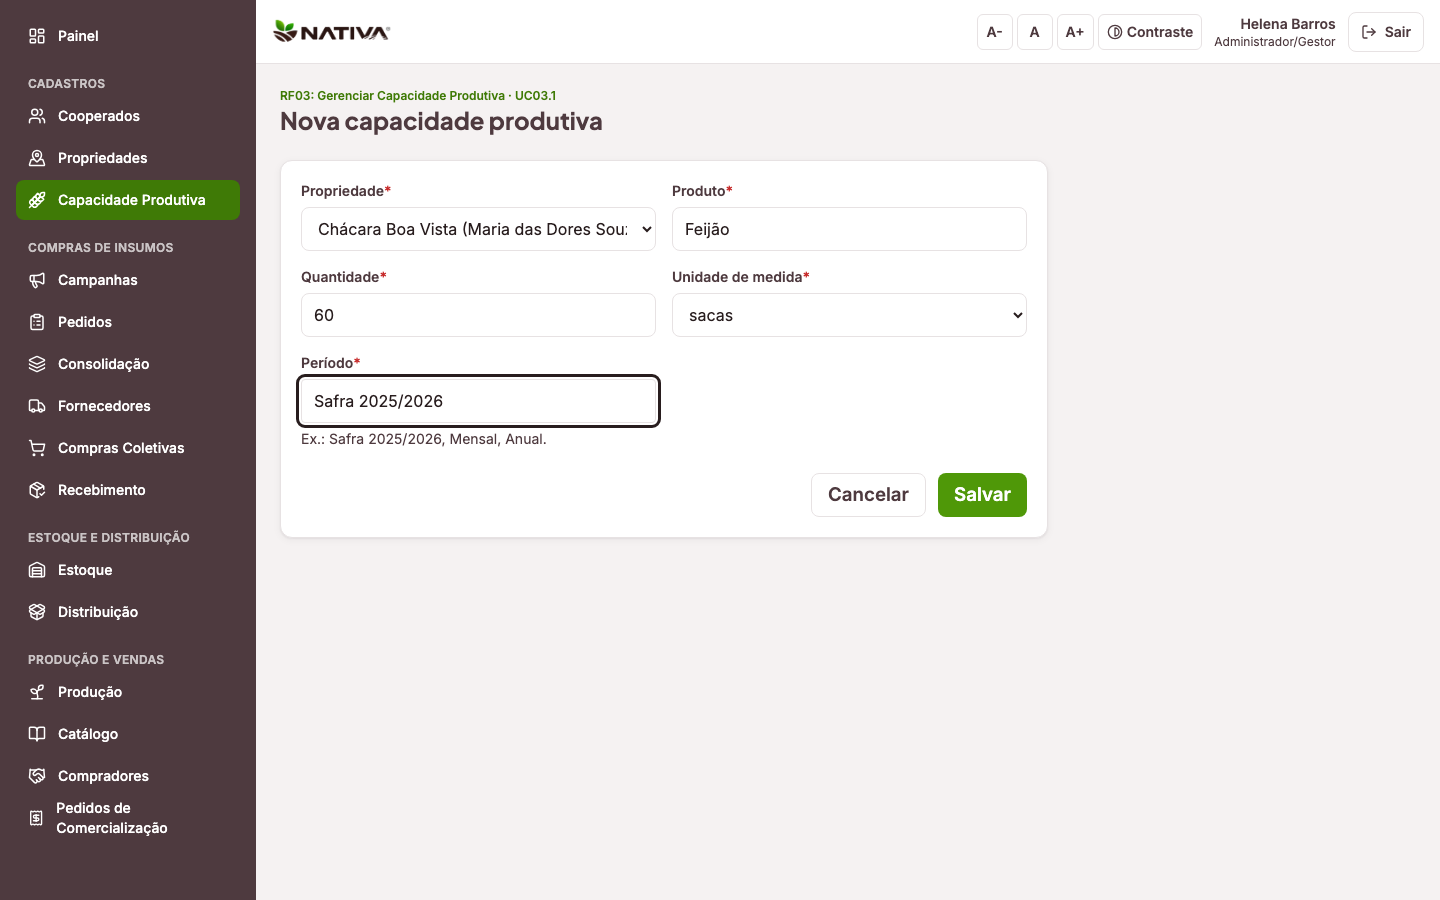 Painel
CADASTROS
Cooperados
Propriedades
Capacidade Produtiva
COMPRAS DE INSUMOS
Campanhas
Pedidos
Consolidação
Fornecedores
Compras Coletivas
Recebimento
ESTOQUE E DISTRIBUIÇÃO
Estoque
Distribuição
PRODUÇÃO E VENDAS
Produção
Catálogo
Compradores
Pedidos de
Comercialização
NATIVA
A-
A
A+
Contraste
Helena Barros
Administrador/Gestor
Sair
RF03: Gerenciar Capacidade Produtiva · UC03.1
Nova capacidade produtiva
Propriedade*
Produto*
Chácara Boa Vista (Maria das Dores Sou
Feijão
Quantidade*
Unidade de medida*
60
sacas
Período*
Safra 2025/2026
Ex.: Safra 2025/2026, Mensal, Anual.
Cancelar
Salvar